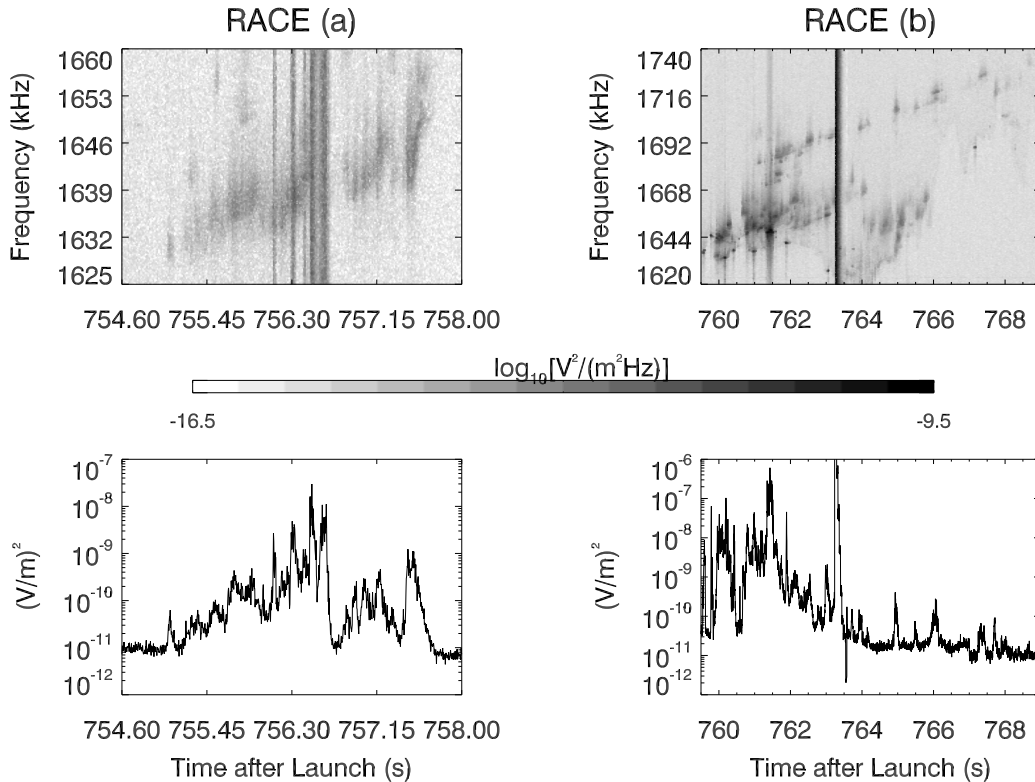 RACE (a)
RACE (b)
Frequency (kHz)
1660
1653
1646
1639
1632
1625
754.60 755.45 756.30 757.15 758.00
Frequency (kHz)
1740
1716
1692
1668
1644
1620
760 762 764 766 768
log₁₀[V²/(m²Hz)]
-16.5
-9.5
(V/m)²
10⁻⁷
10⁻⁸
10⁻⁹
10⁻¹⁰
10⁻¹¹
10⁻¹²
754.60 755.45 756.30 757.15 758.00
Time after Launch (s)
(V/m)²
10⁻⁶
10⁻⁷
10⁻⁸
10⁻⁹
10⁻¹⁰
10⁻¹¹
10⁻¹²
760 762 764 766 768
Time after Launch (s)